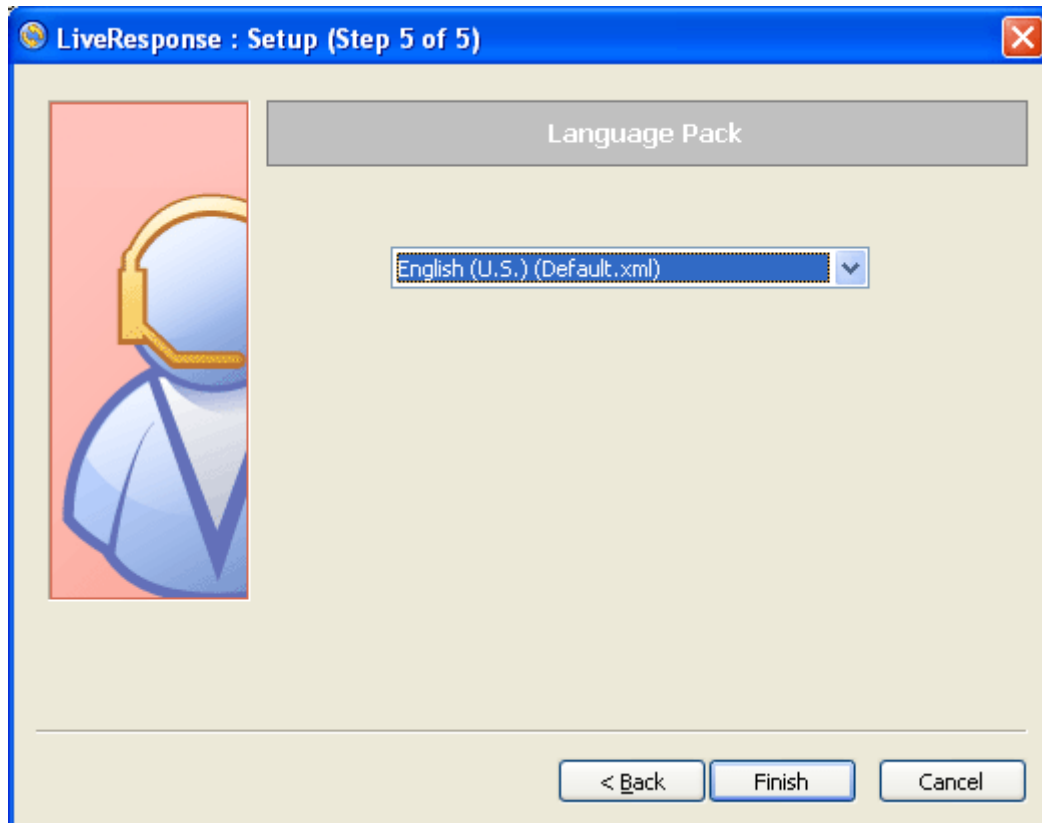 LiveResponse : Setup (Step 5 of 5)
Language Pack
English (U.S.) (Default.xml)
< Back
Finish
Cancel